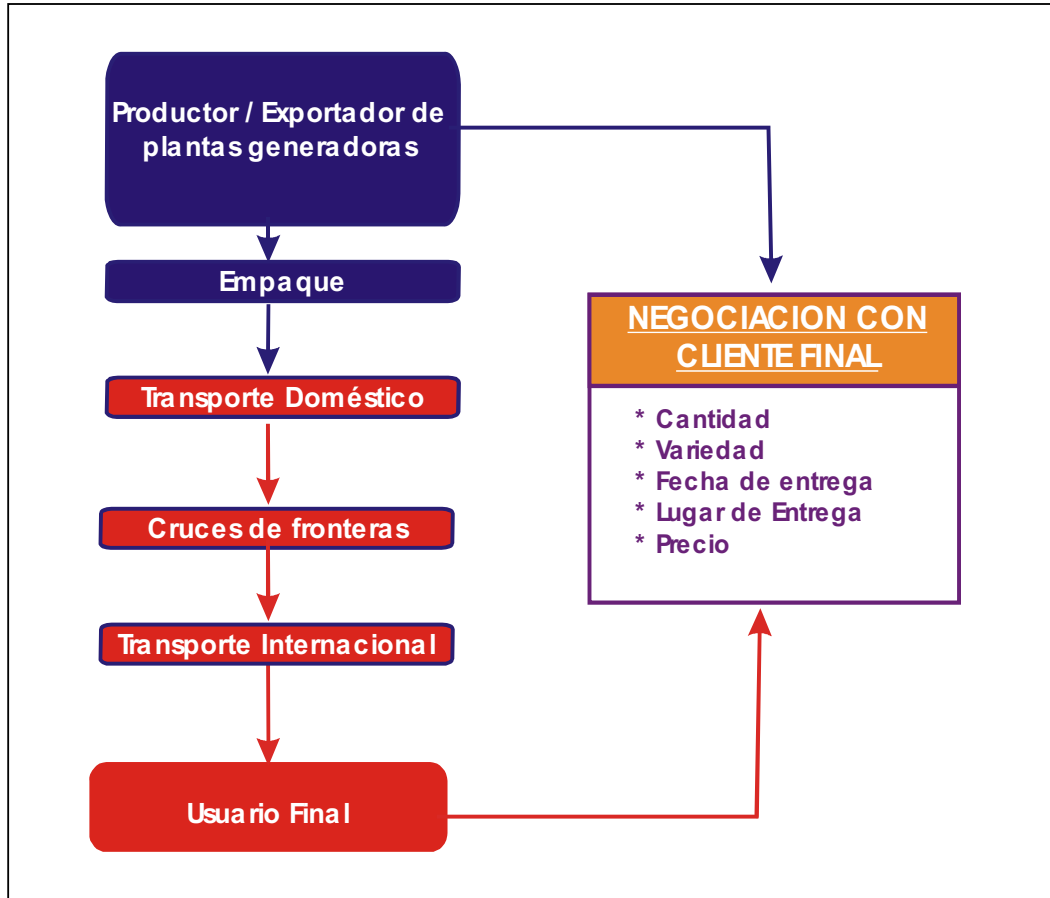 Productor / Exportador de
plantas generadoras
Empaque
Transporte Doméstico
Cruces de fronteras
Transporte Internacional
Usuario Final
NEGOCIACION CON
CLIENTE FINAL
* Cantidad
* Variedad
* Fecha de entrega
* Lugar de Entrega
* Precio